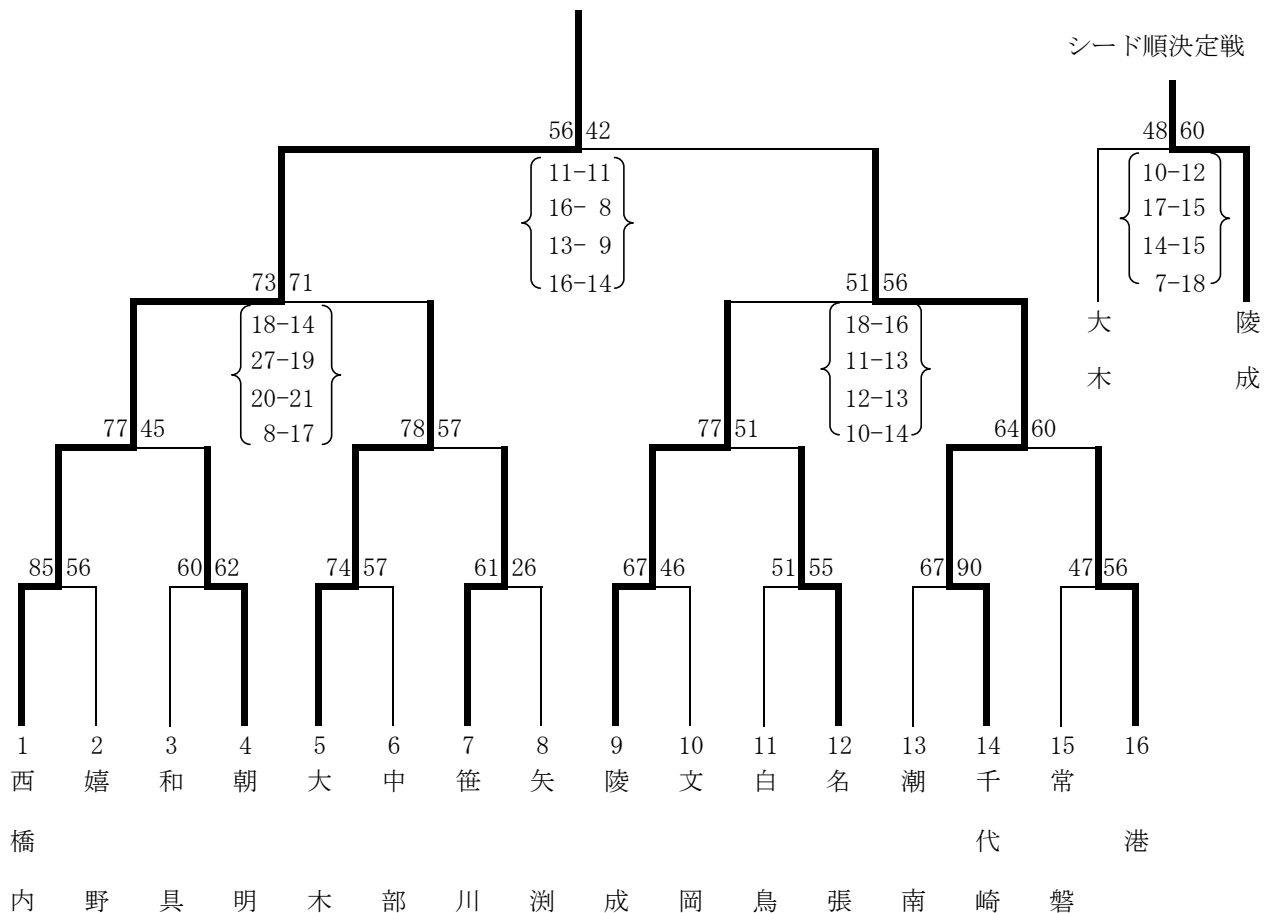 シード順決定戦
56 42
11-11
16- 8
13- 9
16-14
48 60
10-12
17-15
14-15
7-18
大木
陵成
73 71
18-14
27-19
20-21
8-17
51 56
18-16
11-13
12-13
10-14
77 45
78 57
77 51
64 60
85 56
60 62
74 57
61 26
67 46
51 55
67 90
47 56
1 西橋内
2 嬉野
3 和具
4 朝明
5 大木
6 中部
7 笹川
8 矢渕
9 陵成
10 文岡
11 白鳥
12 名張
13 潮南
14 千代崎
15 常磐
16 港